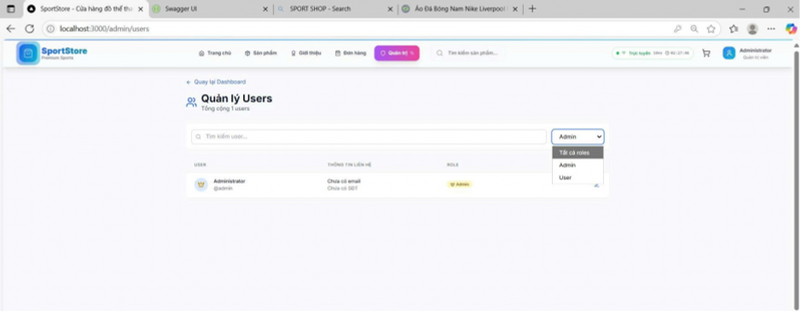 SportStore - Cửa hàng đồ thể tha
Swagger UI
SPORT SHOP - Search
Áo Đá Bóng Nam Nike Liverpool
localhost:3000/admin/users
SportStore
Premium Sports
Trang chủ
Sản phẩm
Giới thiệu
Đơn hàng
Quản trị
Tìm kiếm sản phẩm...
Trực tuyến
Administrator
Quản trị viên
Quay lại Dashboard
Quản lý Users
Tổng cộng 1 users
Tìm kiếm user...
Admin
Tất cả roles
Admin
User
USER
THÔNG TIN LIÊN HỆ
ROLE
Administrator
@admin
Chưa có email
Chưa có SĐT
Admin